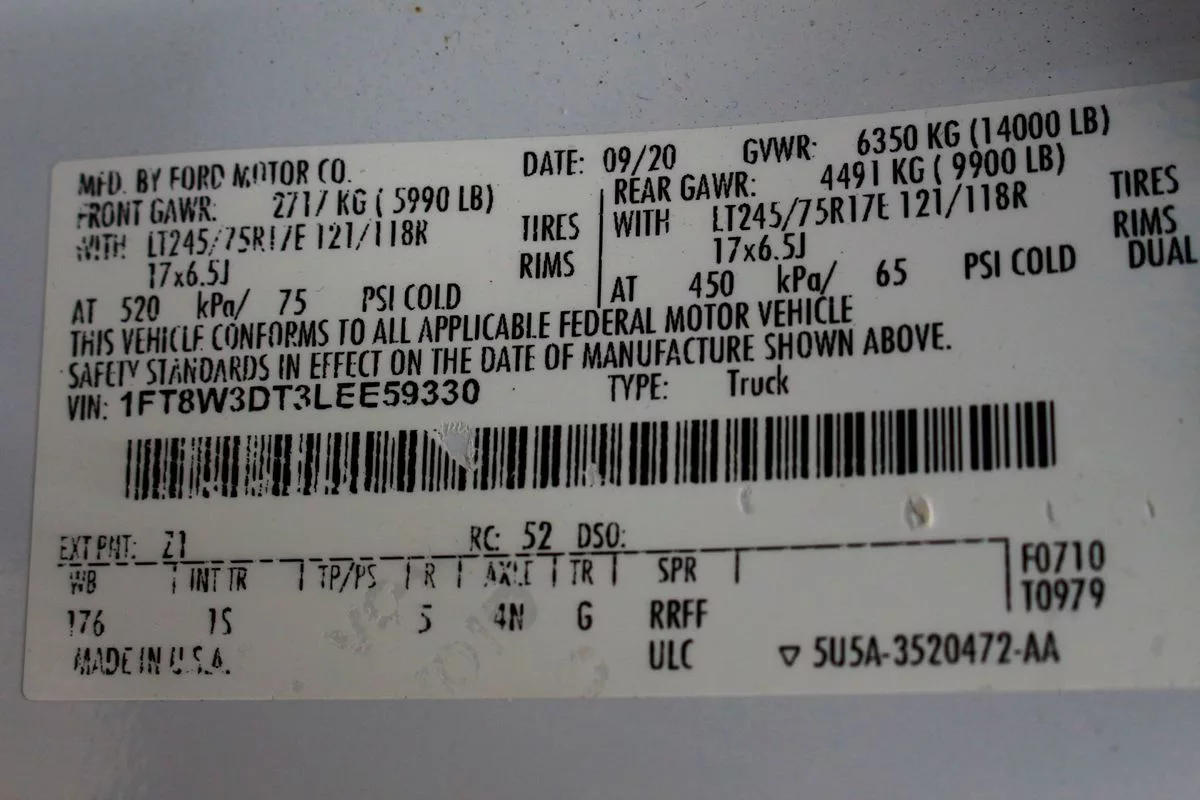 MFD. BY FORD MOTOR CO. DATE: 09/20 GVWR: 6350 KG (14000 LB)
FRONT GAWR: 2717 KG ( 5990 LB) REAR GAWR: 4491 KG ( 9900 LB)
WITH LT245/75R17E 121/118R TIRES WITH LT245/75R17E 121/118R TIRES
17x6.5J RIMS 17x6.5J RIMS
AT 520 kPa/ 75 PSI COLD AT 450 kPa/ 65 PSI COLD DUAL
THIS VEHICLE CONFORMS TO ALL APPLICABLE FEDERAL MOTOR VEHICLE
SAFETY STANDARDS IN EFFECT ON THE DATE OF MANUFACTURE SHOWN ABOVE.
VIN: 1FT8W3DT3LEE59330 TYPE: Truck
EXT PNT: Z1 RC: 52 DSO:
WB INT TR TP/PS R AXLE TR SPR F0710
176 1S 5 4N G RRFF T0979
MADE IN U.S.A. ULC ▽ 5U5A-3520472-AA